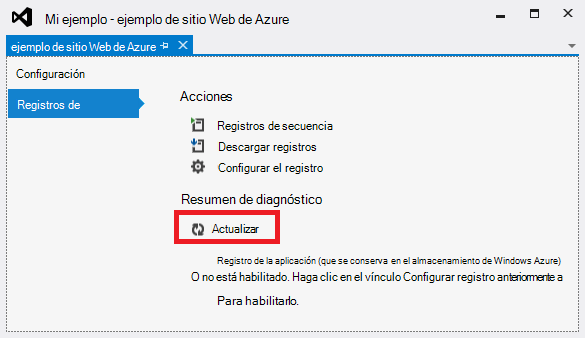 Mi ejemplo - ejemplo de sitio Web de Azure
ejemplo de sitio Web de Azure
Configuración
Registros de
Acciones
Registros de secuencia
Descargar registros
Configurar el registro
Resumen de diagnóstico
Actualizar
Registro de la aplicación (que se conserva en el almacenamiento de Windows Azure)
O no está habilitado. Haga clic en el vínculo Configurar registro anteriormente a
Para habilitarlo.